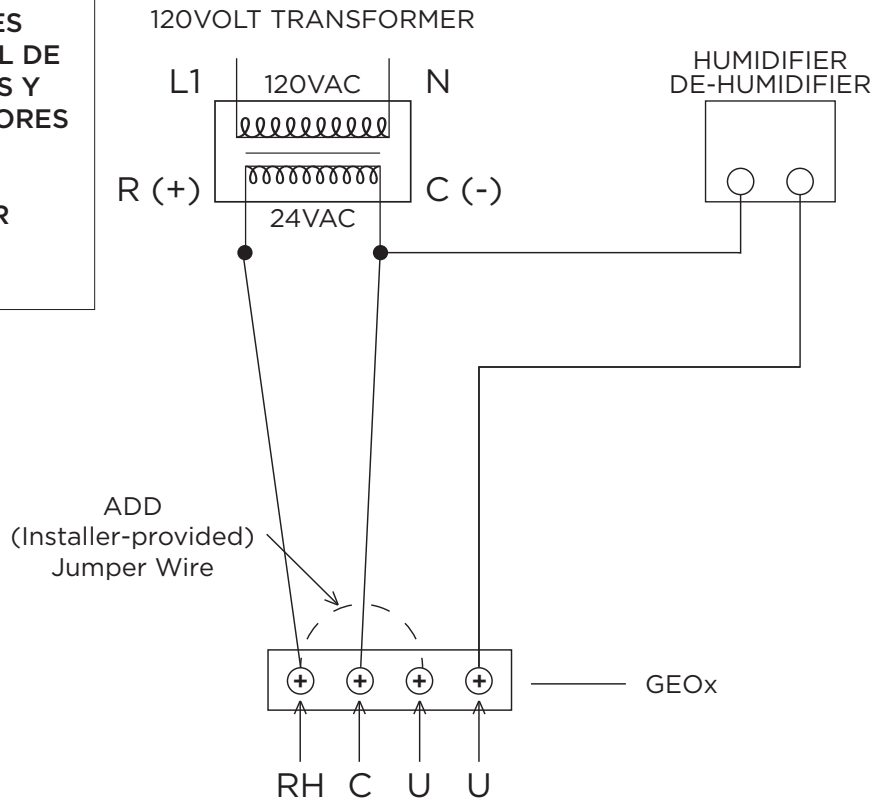 ES
L DE
S Y
ORES
R
120VOLT TRANSFORMER
L1
120VAC
N
R (+)
C (-)
24VAC
HUMIDIFIER
DE-HUMIDIFIER
ADD
(Installer-provided)
Jumper Wire
GEOx
RH C U U